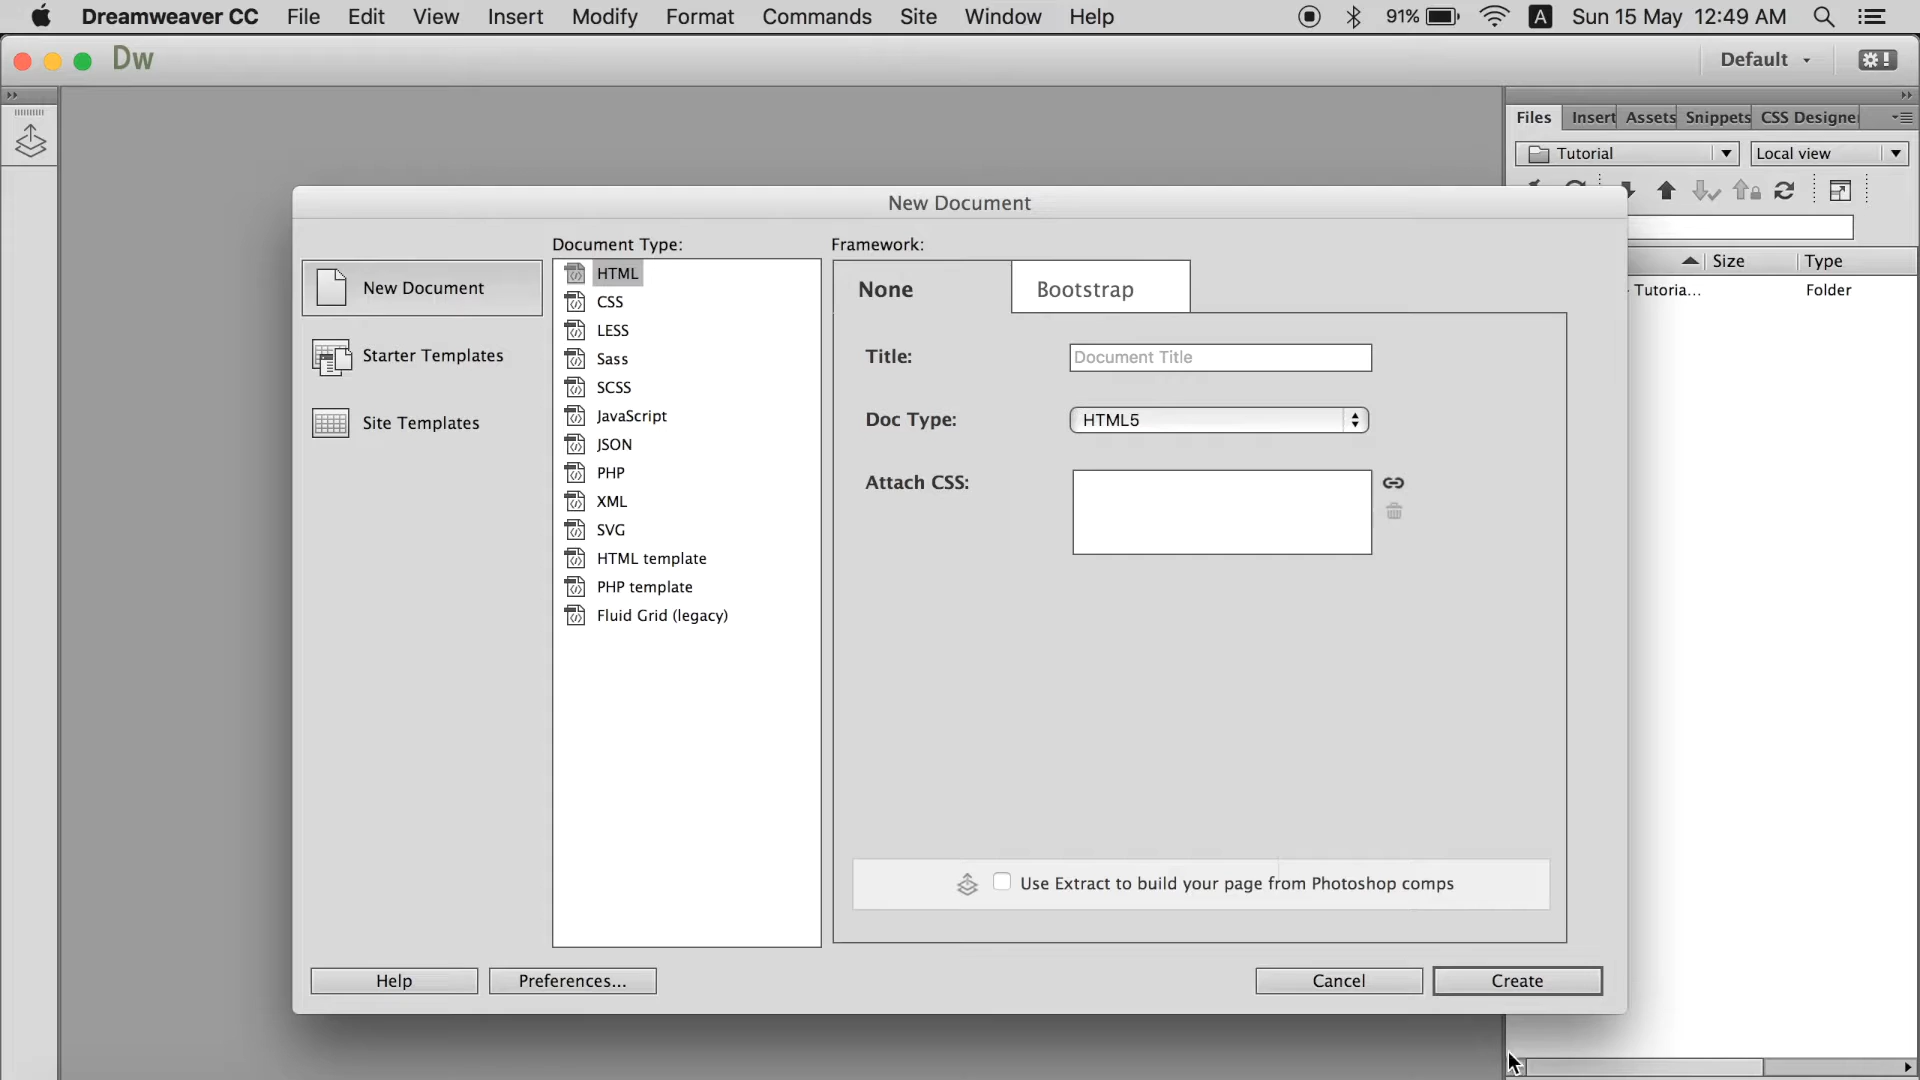 Dreamweaver CC File Edit View Insert Modify Format Commands Site Window Help 91% A Sun 15 May 12:49 AM
Dw Default
Files Insert Assets Snippets CSS Designe
Tutorial Local view
New Document
Size Type
Tutoria... Folder
Document Type: Framework:
New Document
Starter Templates
Site Templates
HTML
CSS
LESS
Sass
SCSS
JavaScript
JSON
PHP
XML
SVG
HTML template
PHP template
Fluid Grid (legacy)
None Bootstrap
Title: Document Title
Doc Type: HTML5
Attach CSS:
Use Extract to build your page from Photoshop comps
Help Preferences... Cancel Create